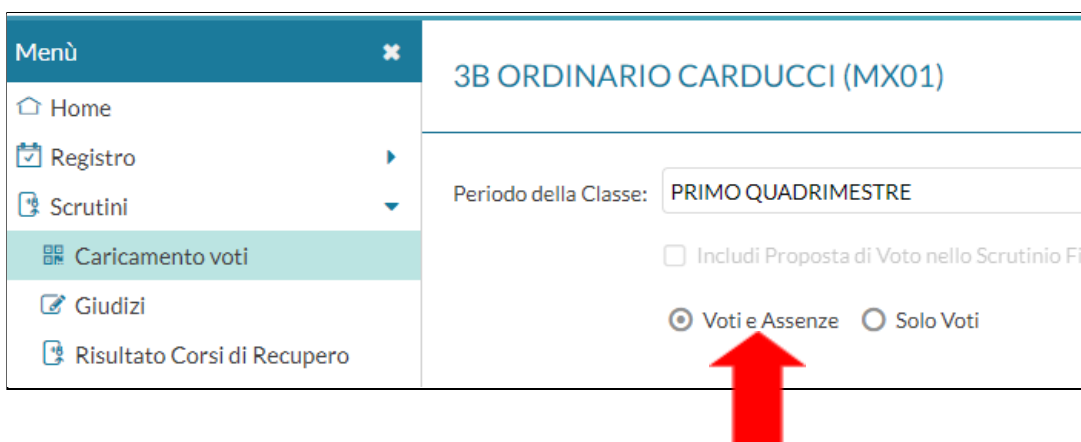 Menù
Home
Registro
Scrutini
Caricamento voti
Giudizi
Risultato Corsi di Recupero
3B ORDINARIO CARDUCCI (MX01)
Periodo della Classe: PRIMO QUADRIMESTRE
Includi Proposta di Voto nello Scrutinio Fi
Voti e Assenze Solo Voti